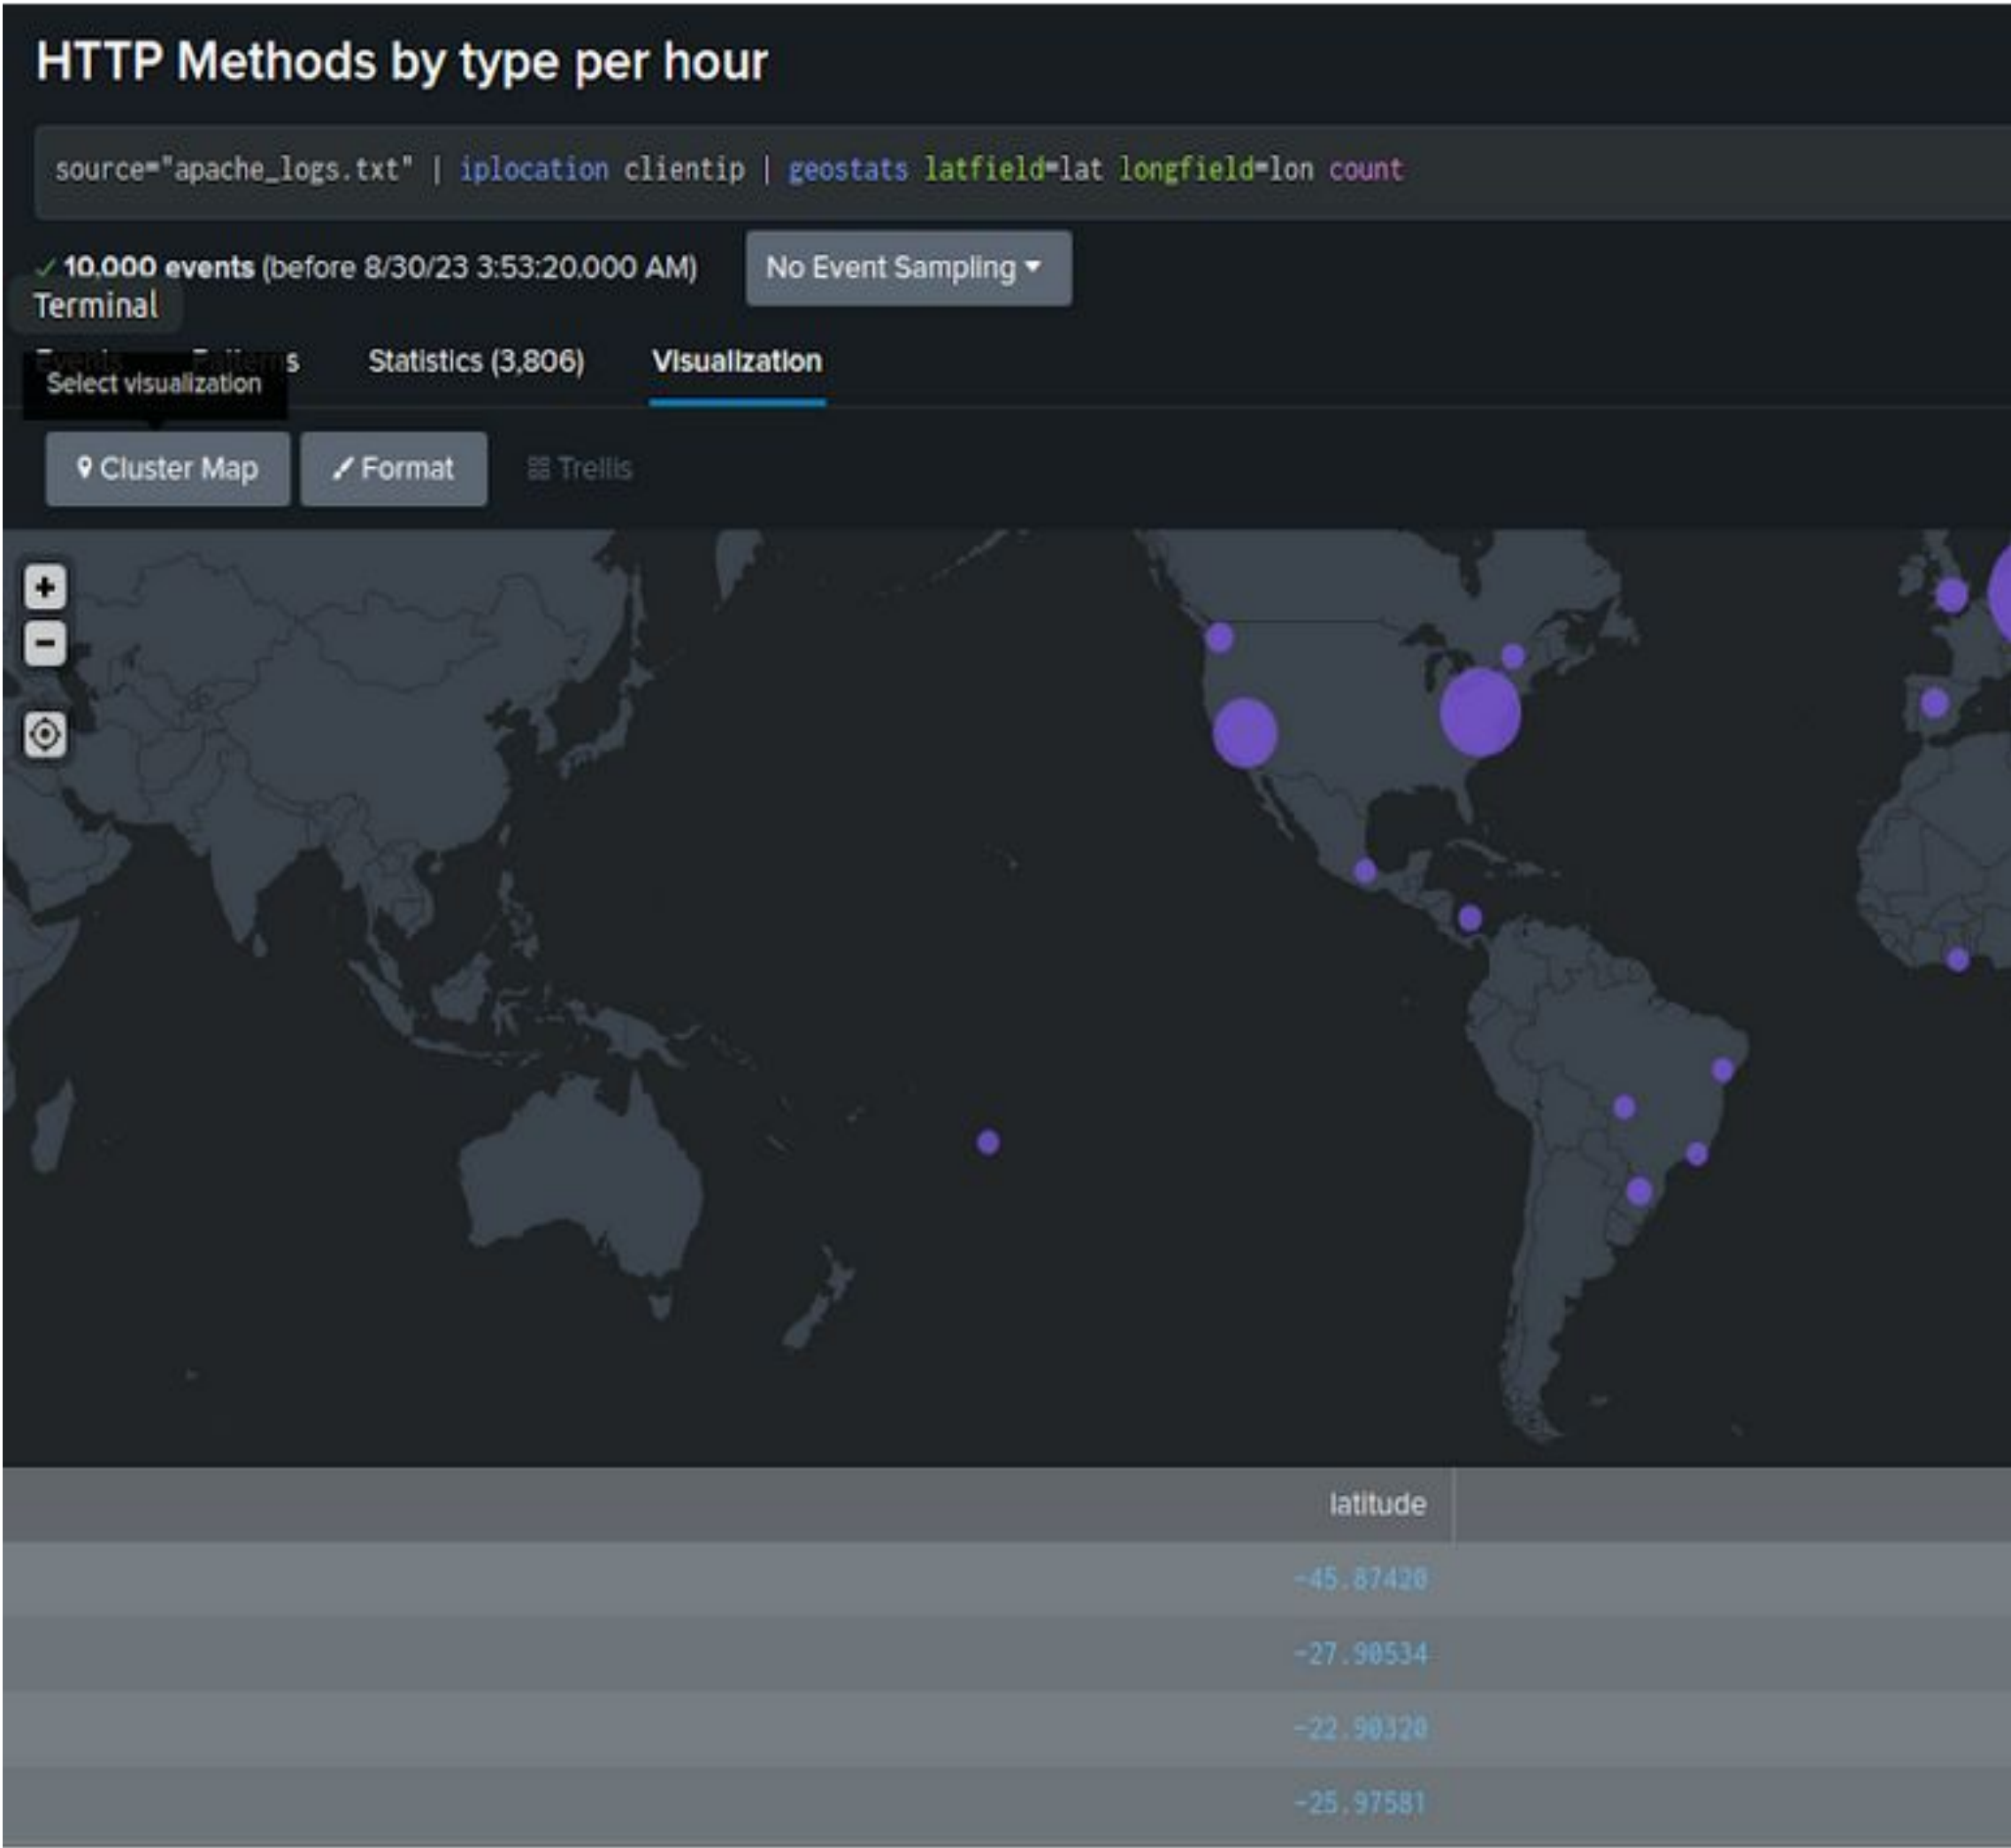 HTTP Methods by type per hour
source="apache_logs.txt" | iplocation clientip | geostats latfield=lat longfield=lon count
✓ 10,000 events (before 8/30/23 3:53:20.000 AM) No Event Sampling
Terminal
Events Patterns Statistics (3,806) Visualization
Select visualization
Cluster Map Format Trellis
+
−
latitude
-45.87420
-27.90534
-22.90320
-25.97581